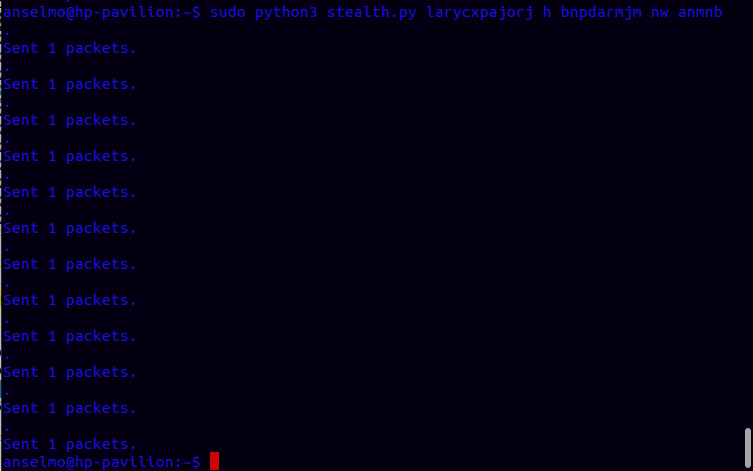 anselmo@hp-pavilion:~$ sudo python3 stealth.py larycxpajorj h bnpdarmjm nw anmnb
.
Sent 1 packets.
.
Sent 1 packets.
.
Sent 1 packets.
.
Sent 1 packets.
.
Sent 1 packets.
.
Sent 1 packets.
.
Sent 1 packets.
.
Sent 1 packets.
.
Sent 1 packets.
.
Sent 1 packets.
.
Sent 1 packets.
.
Sent 1 packets.
anselmo@hp-pavilion:~$